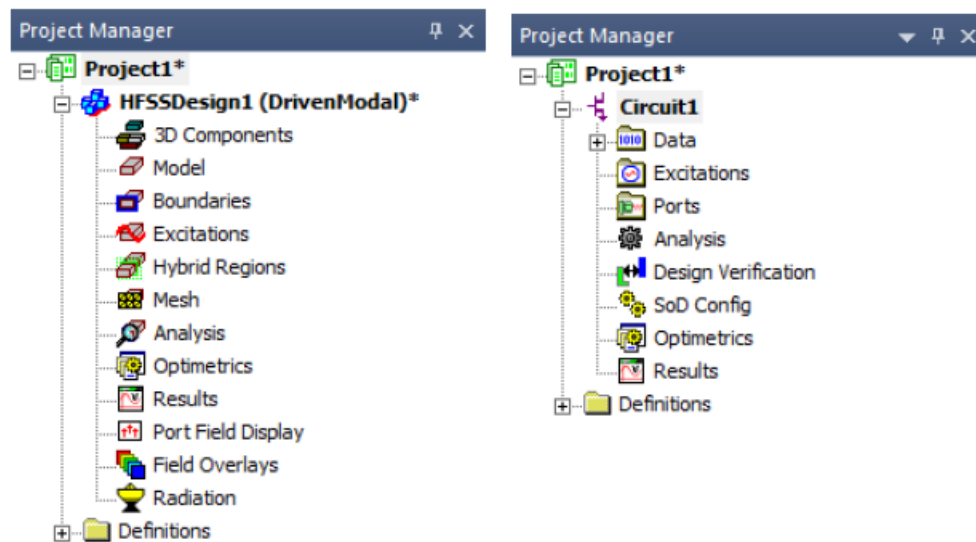 Project Manager
Project1*
HFSSDesign1 (DrivenModal)*
3D Components
Model
Boundaries
Excitations
Hybrid Regions
Mesh
Analysis
Optimetrics
Results
Port Field Display
Field Overlays
Radiation
Definitions
Project Manager
Project1*
Circuit1
1010 Data
Excitations
Ports
Analysis
Design Verification
SoD Config
Optimetrics
Results
Definitions